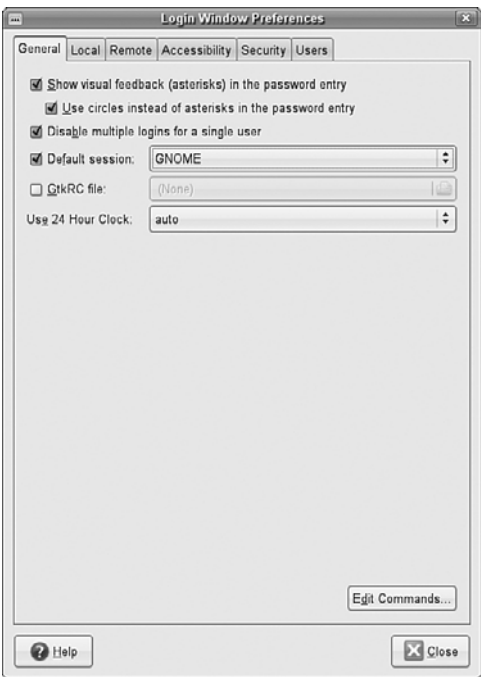 Login Window Preferences
General Local Remote Accessibility Security Users
Show visual feedback (asterisks) in the password entry
Use circles instead of asterisks in the password entry
Disable multiple logins for a single user
Default session: GNOME
GtkRC file: (None)
Use 24 Hour Clock: auto
Edit Commands...
Help Close